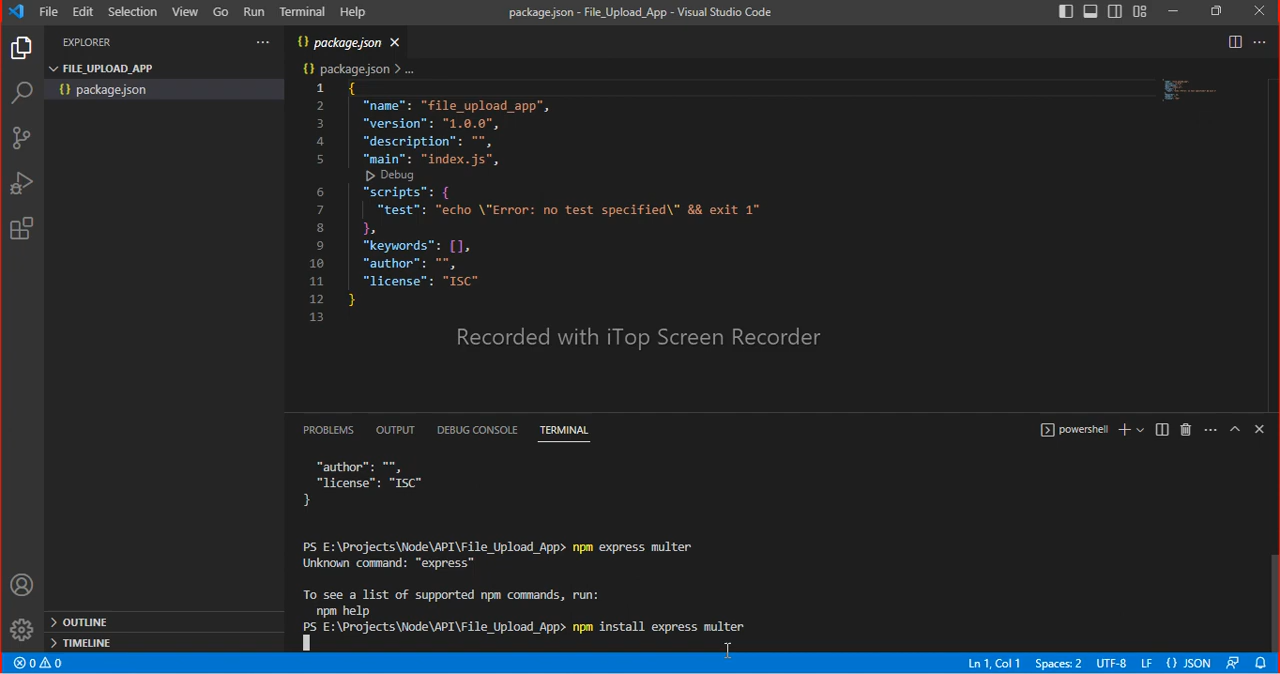 File Edit Selection View Go Run Terminal Help package.json - File_Upload_App - Visual Studio Code
EXPLORER
FILE_UPLOAD_APP
{} package.json
{} package.json
{} package.json > ...
1 {
2 "name": "file_upload_app",
3 "version": "1.0.0",
4 "description": "",
5 "main": "index.js",
Debug
6 "scripts": {
7 "test": "echo \"Error: no test specified\" && exit 1"
8 },
9 "keywords": [],
10 "author": "",
11 "license": "ISC"
12 }
13
Recorded with iTop Screen Recorder
PROBLEMS OUTPUT DEBUG CONSOLE TERMINAL powershell
"author": "",
"license": "ISC"
}
PS E:\Projects\Node\API\File_Upload_App> npm express multer
Unknown command: "express"
To see a list of supported npm commands, run:
npm help
PS E:\Projects\Node\API\File_Upload_App> npm install express multer
OUTLINE
TIMELINE
0 0 Ln 1, Col 1 Spaces: 2 UTF-8 LF {} JSON